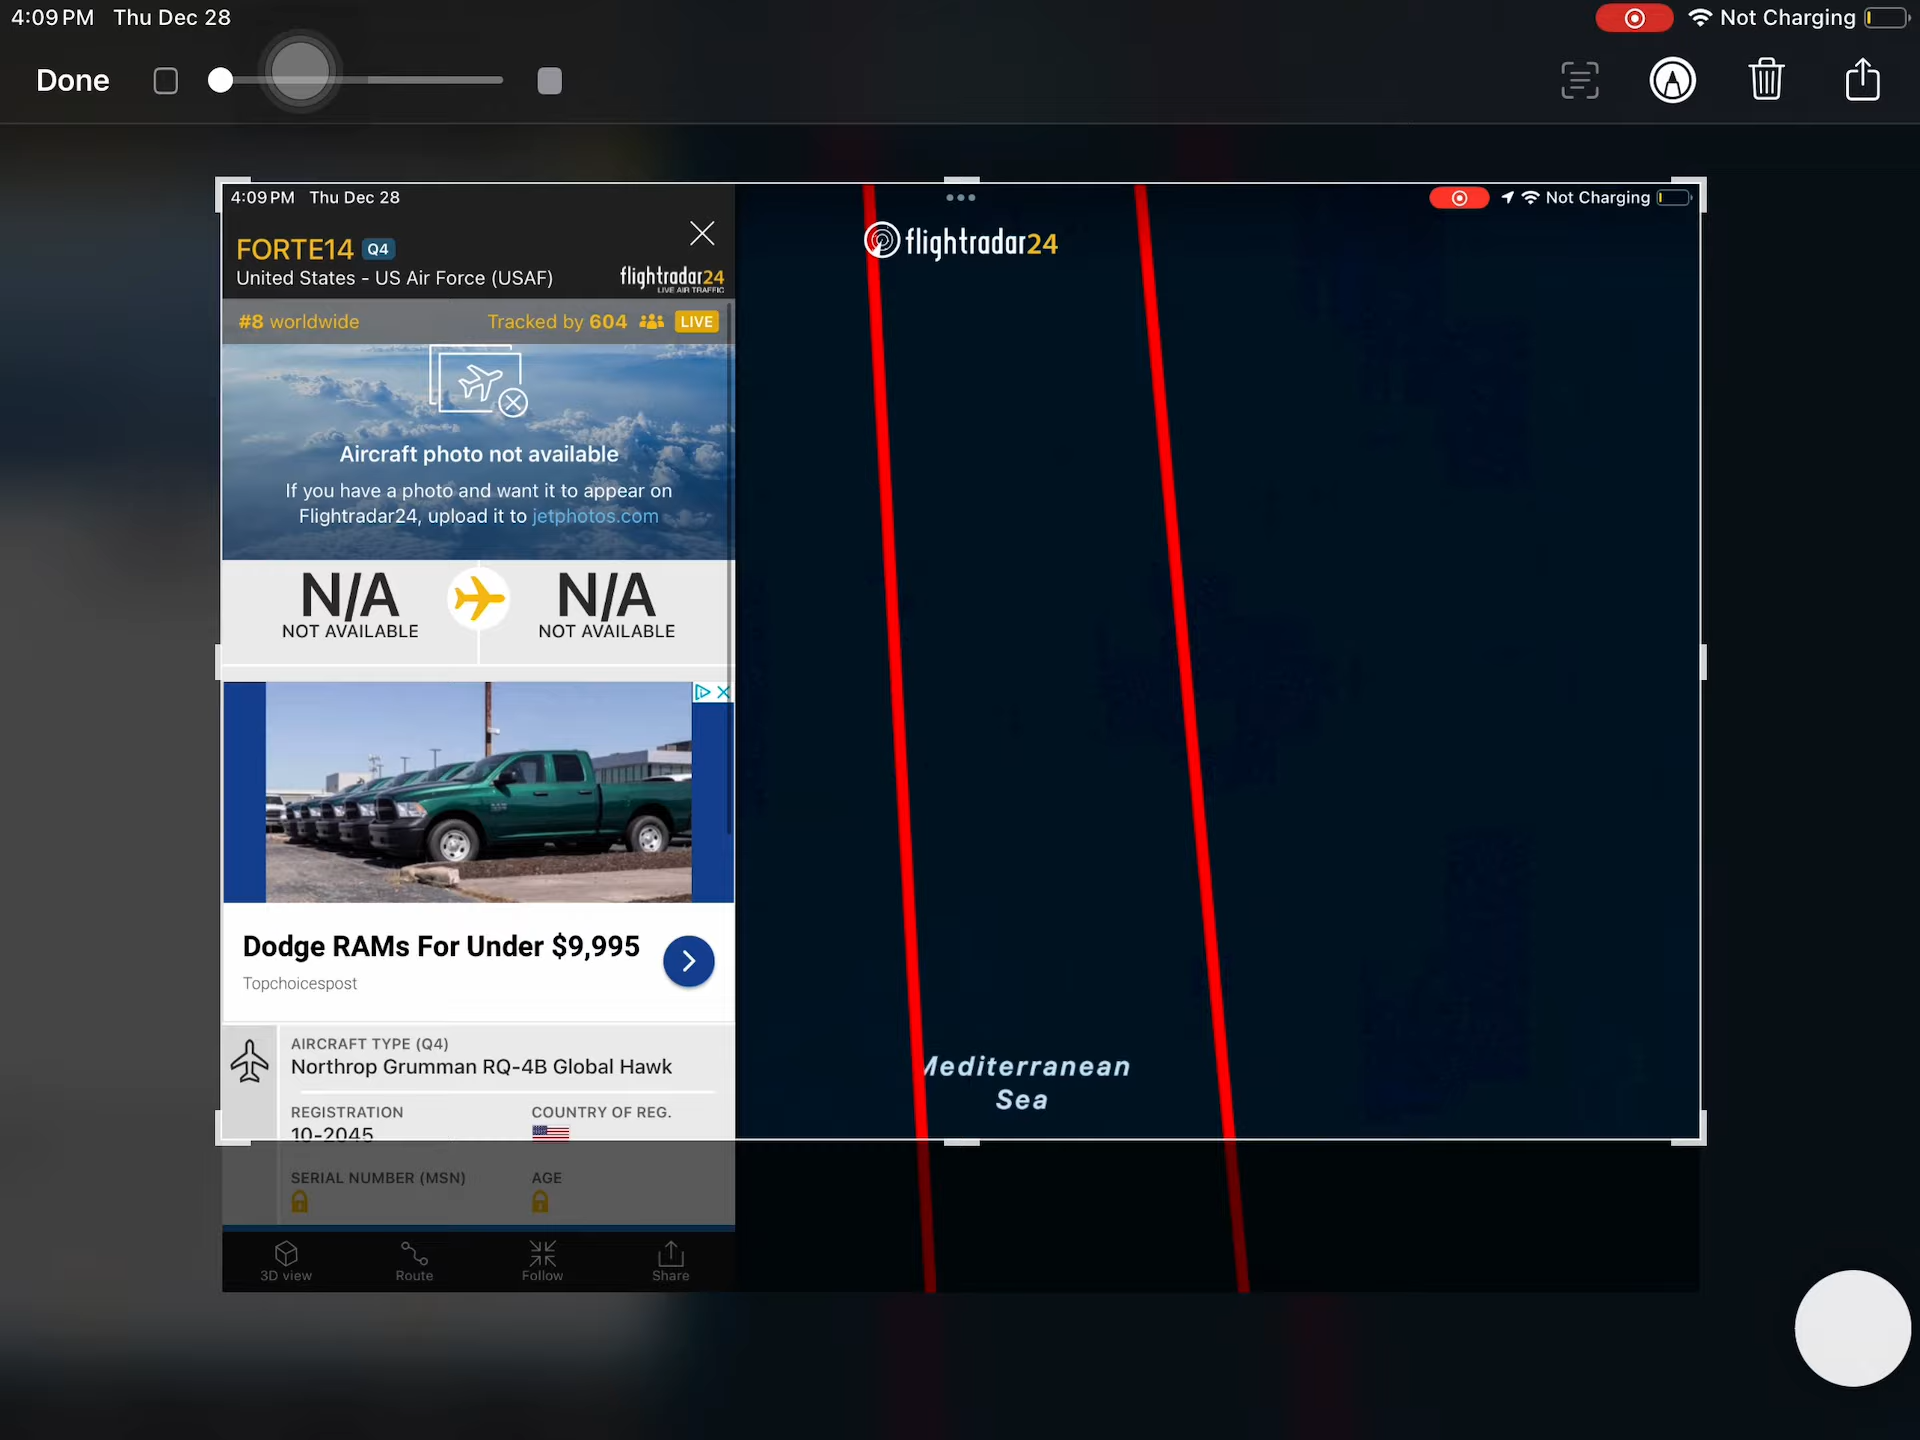 4:09 PM Thu Dec 28
Not Charging
Done
4:09 PM Thu Dec 28
Not Charging
FORTE14 Q4
United States - US Air Force (USAF)
flightradar24
LIVE AIR TRAFFIC
flightradar24
#8 worldwide
Tracked by 604
LIVE
Aircraft photo not available
If you have a photo and want it to appear on
Flightradar24, upload it to jetphotos.com
N/A
NOT AVAILABLE
N/A
NOT AVAILABLE
Dodge RAMs For Under $9,995
Topchoicespost
AIRCRAFT TYPE (Q4)
Northrop Grumman RQ-4B Global Hawk
REGISTRATION
10-2045
COUNTRY OF REG.
SERIAL NUMBER (MSN)
AGE
Mediterranean
Sea
3D view
Route
Follow
Share